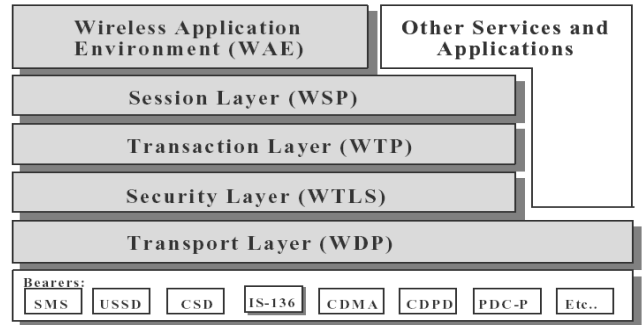 Wireless Application
Environment (WAE)
Other Services and
Applications
Session Layer (WSP)
Transaction Layer (WTP)
Security Layer (WTLS)
Transport Layer (WDP)
Bearers:
SMS USSD CSD IS-136 CDMA CDPD PDC-P Etc..